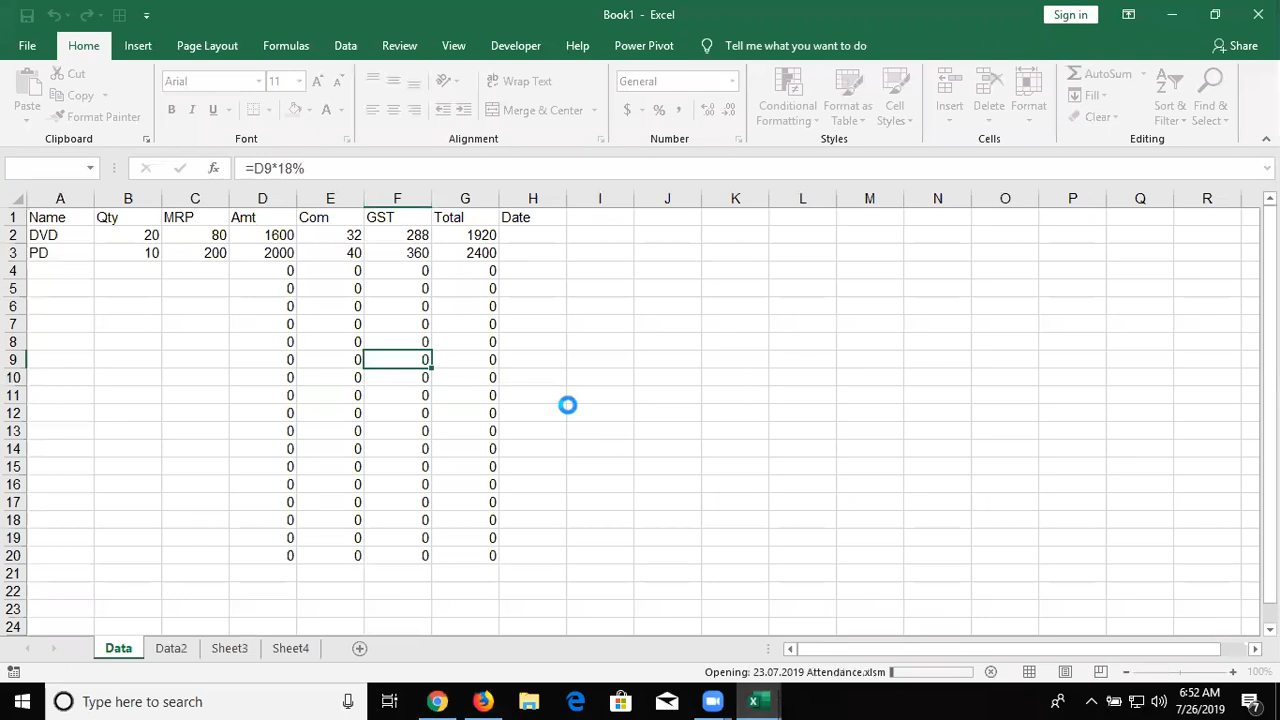 Book1 - Excel
Sign in
File Home Insert Page Layout Formulas Data Review View Developer Help Power Pivot Tell me what you want to do Share
Paste Cut Copy Format Painter Clipboard
Arial 11 B I U A Font
ab Wrap Text Merge & Center Alignment
General $ % , Number
Conditional Formatting Format as Table Cell Styles Styles
Insert Delete Format Cells
AutoSum Fill Clear Sort & Filter Find & Select Editing
fx =D9*18%
A B C D E F G H I J K L M N O P Q R
1 Name Qty MRP Amt Com GST Total Date
2 DVD 20 80 1600 32 288 1920
3 PD 10 200 2000 40 360 2400
4 0 0 0 0
5 0 0 0 0
6 0 0 0 0
7 0 0 0 0
8 0 0 0 0
9 0 0 0 0
10 0 0 0 0
11 0 0 0 0
12 0 0 0 0
13 0 0 0 0
14 0 0 0 0
15 0 0 0 0
16 0 0 0 0
17 0 0 0 0
18 0 0 0 0
19 0 0 0 0
20 0 0 0 0
21
22
23
24
Data Data2 Sheet3 Sheet4
Opening: 23.07.2019 Attendance.xlsm 100%
Type here to search 6:52 AM
7/26/2019 7